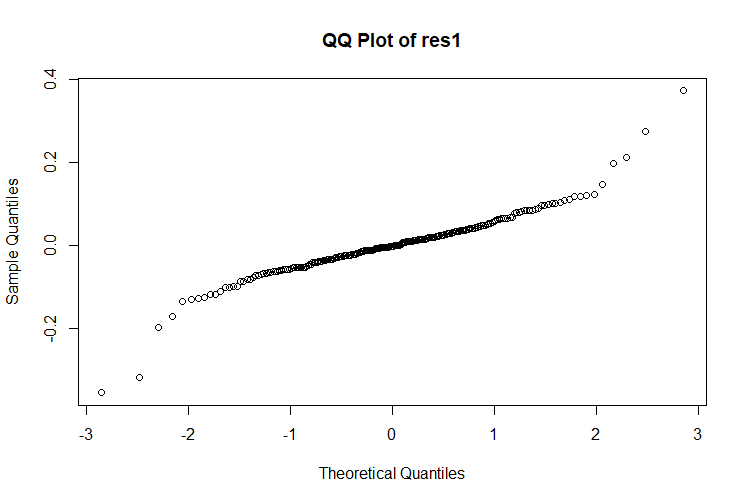 QQ Plot of res1
Sample Quantiles
0.4
0.2
0.0
-0.2
-3 -2 -1 0 1 2 3
Theoretical Quantiles